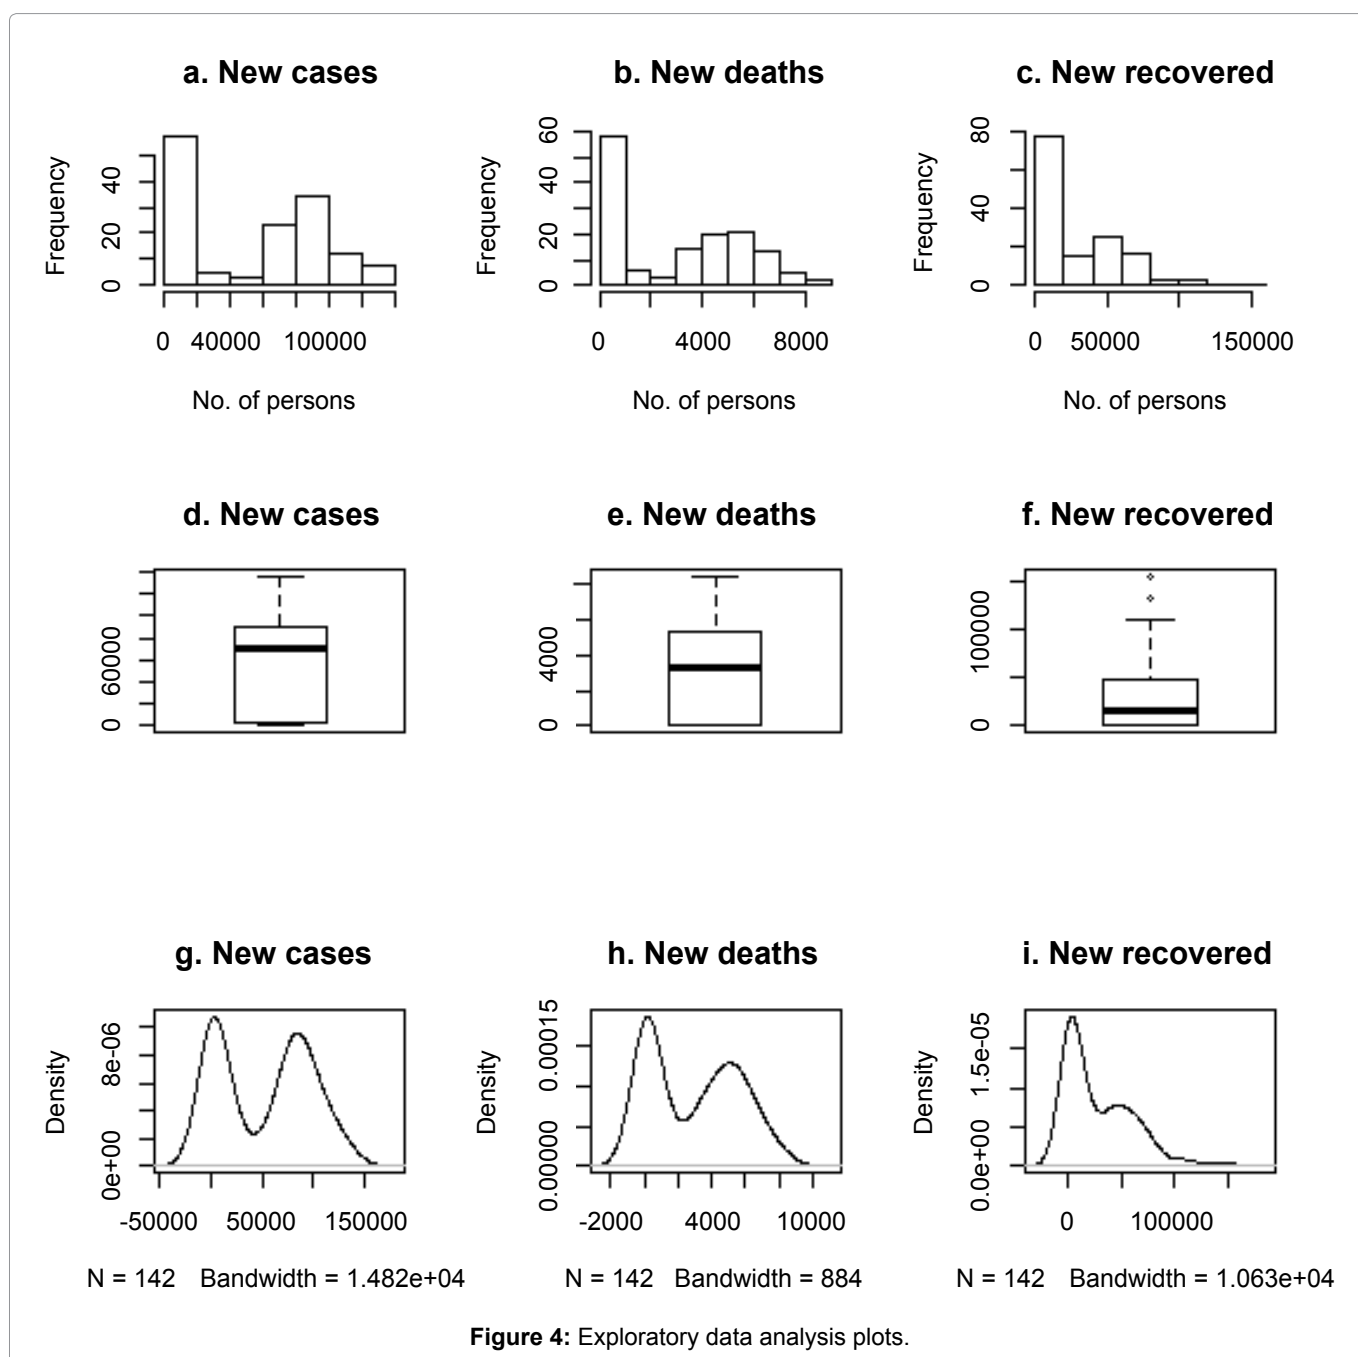 a. New cases
b. New deaths
c. New recovered
Frequency
0 20 40
0 40000 100000
No. of persons
Frequency
0 20 40 60
0 4000 8000
No. of persons
Frequency
0 40 80
0 50000 150000
No. of persons
d. New cases
e. New deaths
f. New recovered
0 60000
0 4000
0 100000
g. New cases
h. New deaths
i. New recovered
Density
0e+00 8e-06
-50000 50000 150000
N = 142 Bandwidth = 1.482e+04
Density
0.00000 0.00015
-2000 4000 10000
N = 142 Bandwidth = 884
Density
0.0e+00 1.5e-05
0 100000
N = 142 Bandwidth = 1.063e+04
Figure 4: Exploratory data analysis plots.